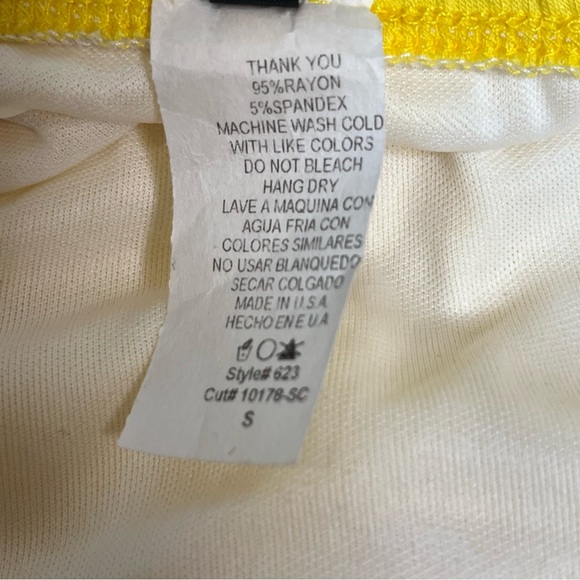 THANK YOU
95%RAYON
5%SPANDEX
MACHINE WASH COLD
WITH LIKE COLORS
DO NOT BLEACH
HANG DRY
LAVE A MAQUINA CON
AGUA FRIA CON
COLORES SIMILARES
NO USAR BLANQUEDO
SECAR COLGADO
MADE IN U.S.A
HECHO EN E.U.A
Style# 623
Cut# 10178-SC
S